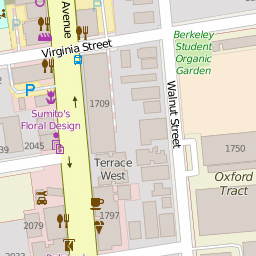 Avenue
Virginia Street
Berkeley
Student
Organic
Garden
P
1709
Walnut Street
Sumito's
Floral Design
2045
1750
Terrace
West
Oxford
Tract
1797
2079
2033